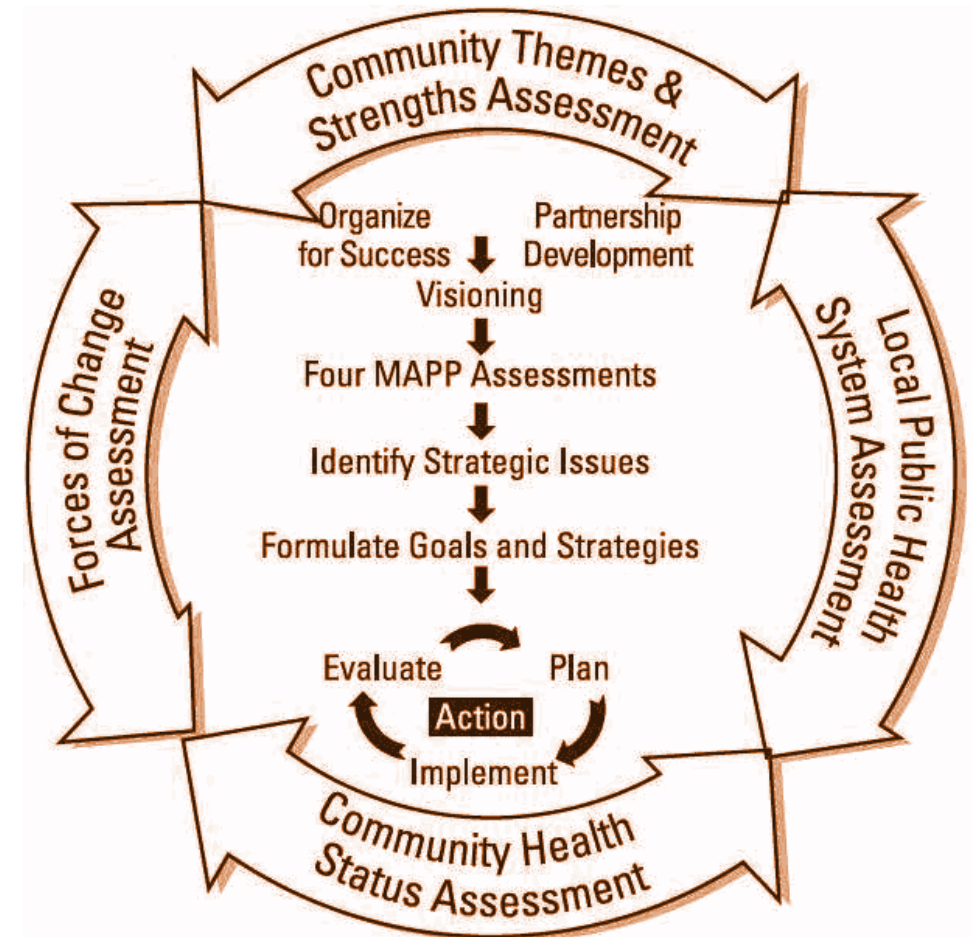 Community Themes &
Strengths Assessment
Organize
for Success
Partnership
Development
Visioning
Four MAPP Assessments
Identify Strategic Issues
Formulate Goals and Strategies
Evaluate
Plan
Action
Implement
Forces of Change
Assessment
Local Public Health
System Assessment
Community Health
Status Assessment